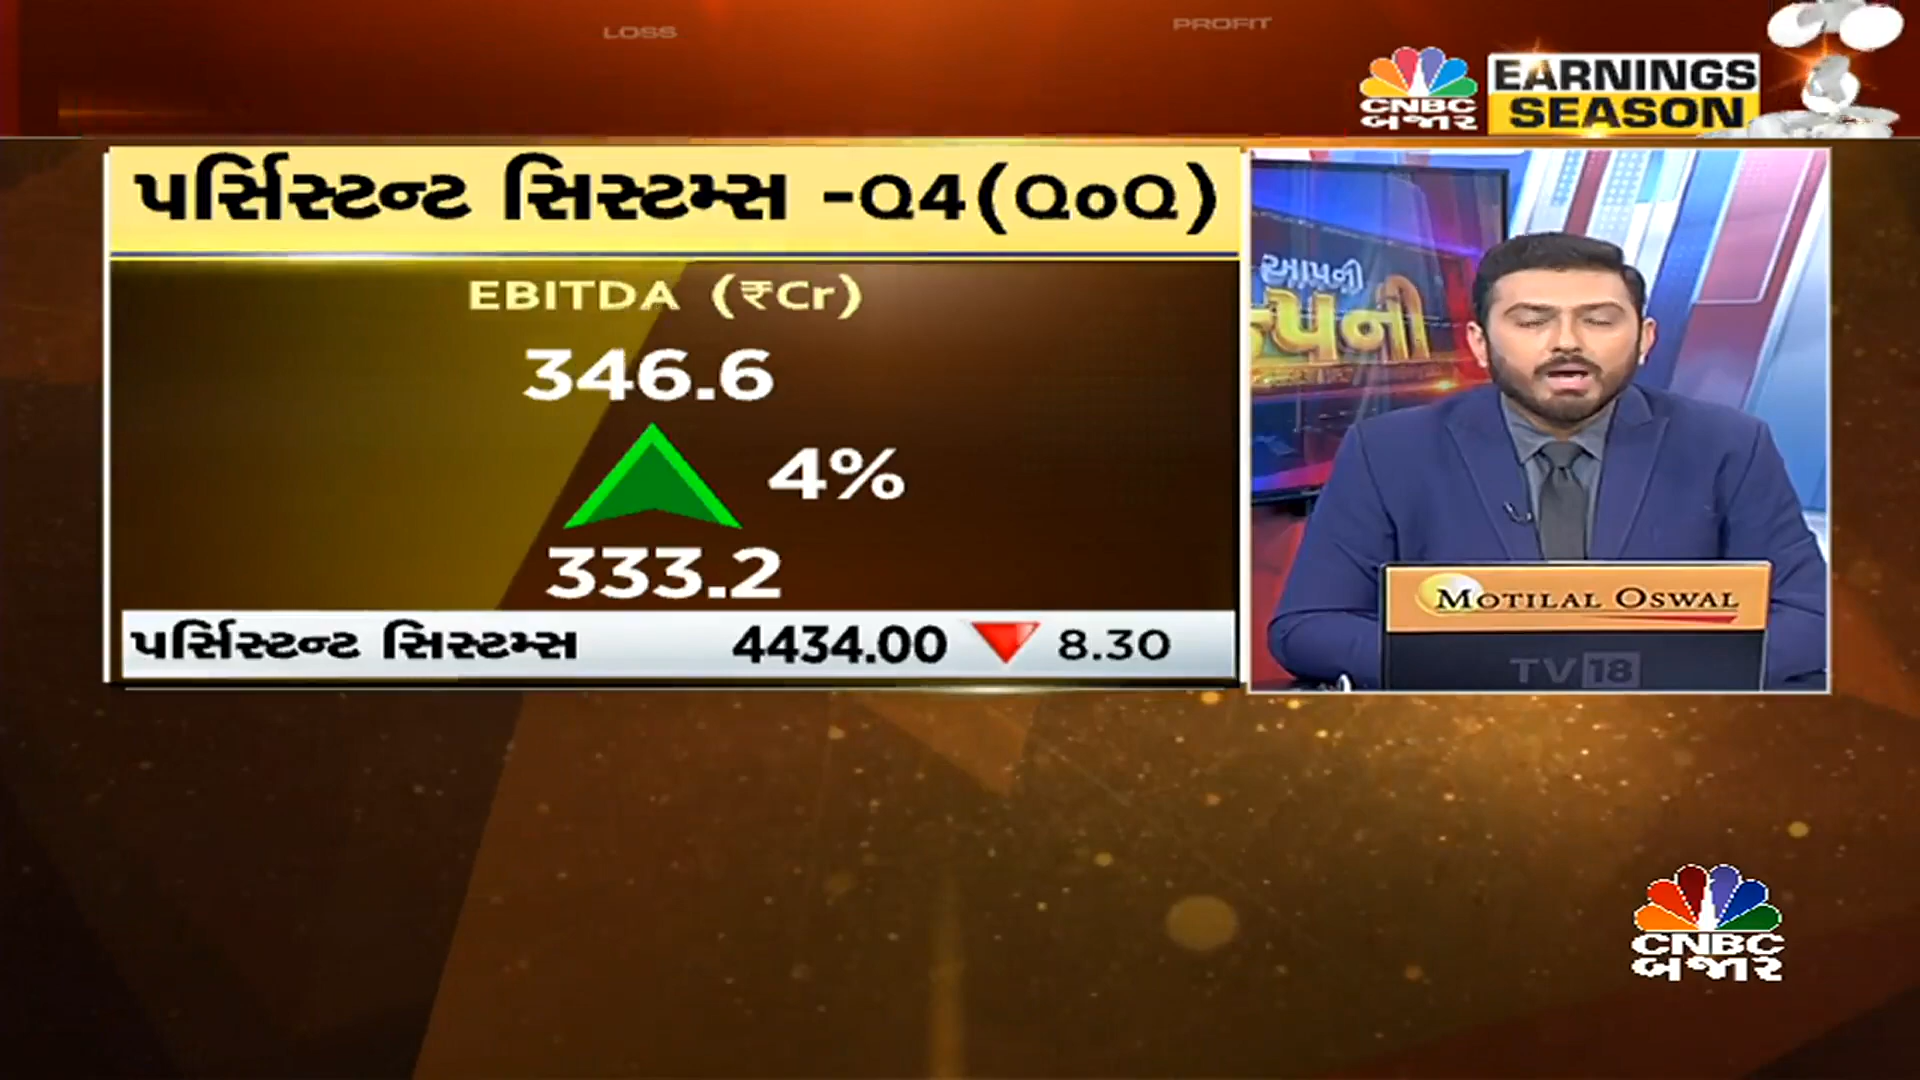 LOSS
PROFIT
CNBC
બજાર
EARNINGS
SEASON
પર્સિસ્ટન્ટ સિસ્ટમ્સ -Q4(QoQ)
EBITDA (₹Cr)
346.6
4%
333.2
પર્સિસ્ટન્ટ સિસ્ટમ્સ 4434.00 8.30
MOTILAL OSWAL
TV18
CNBC
બજાર